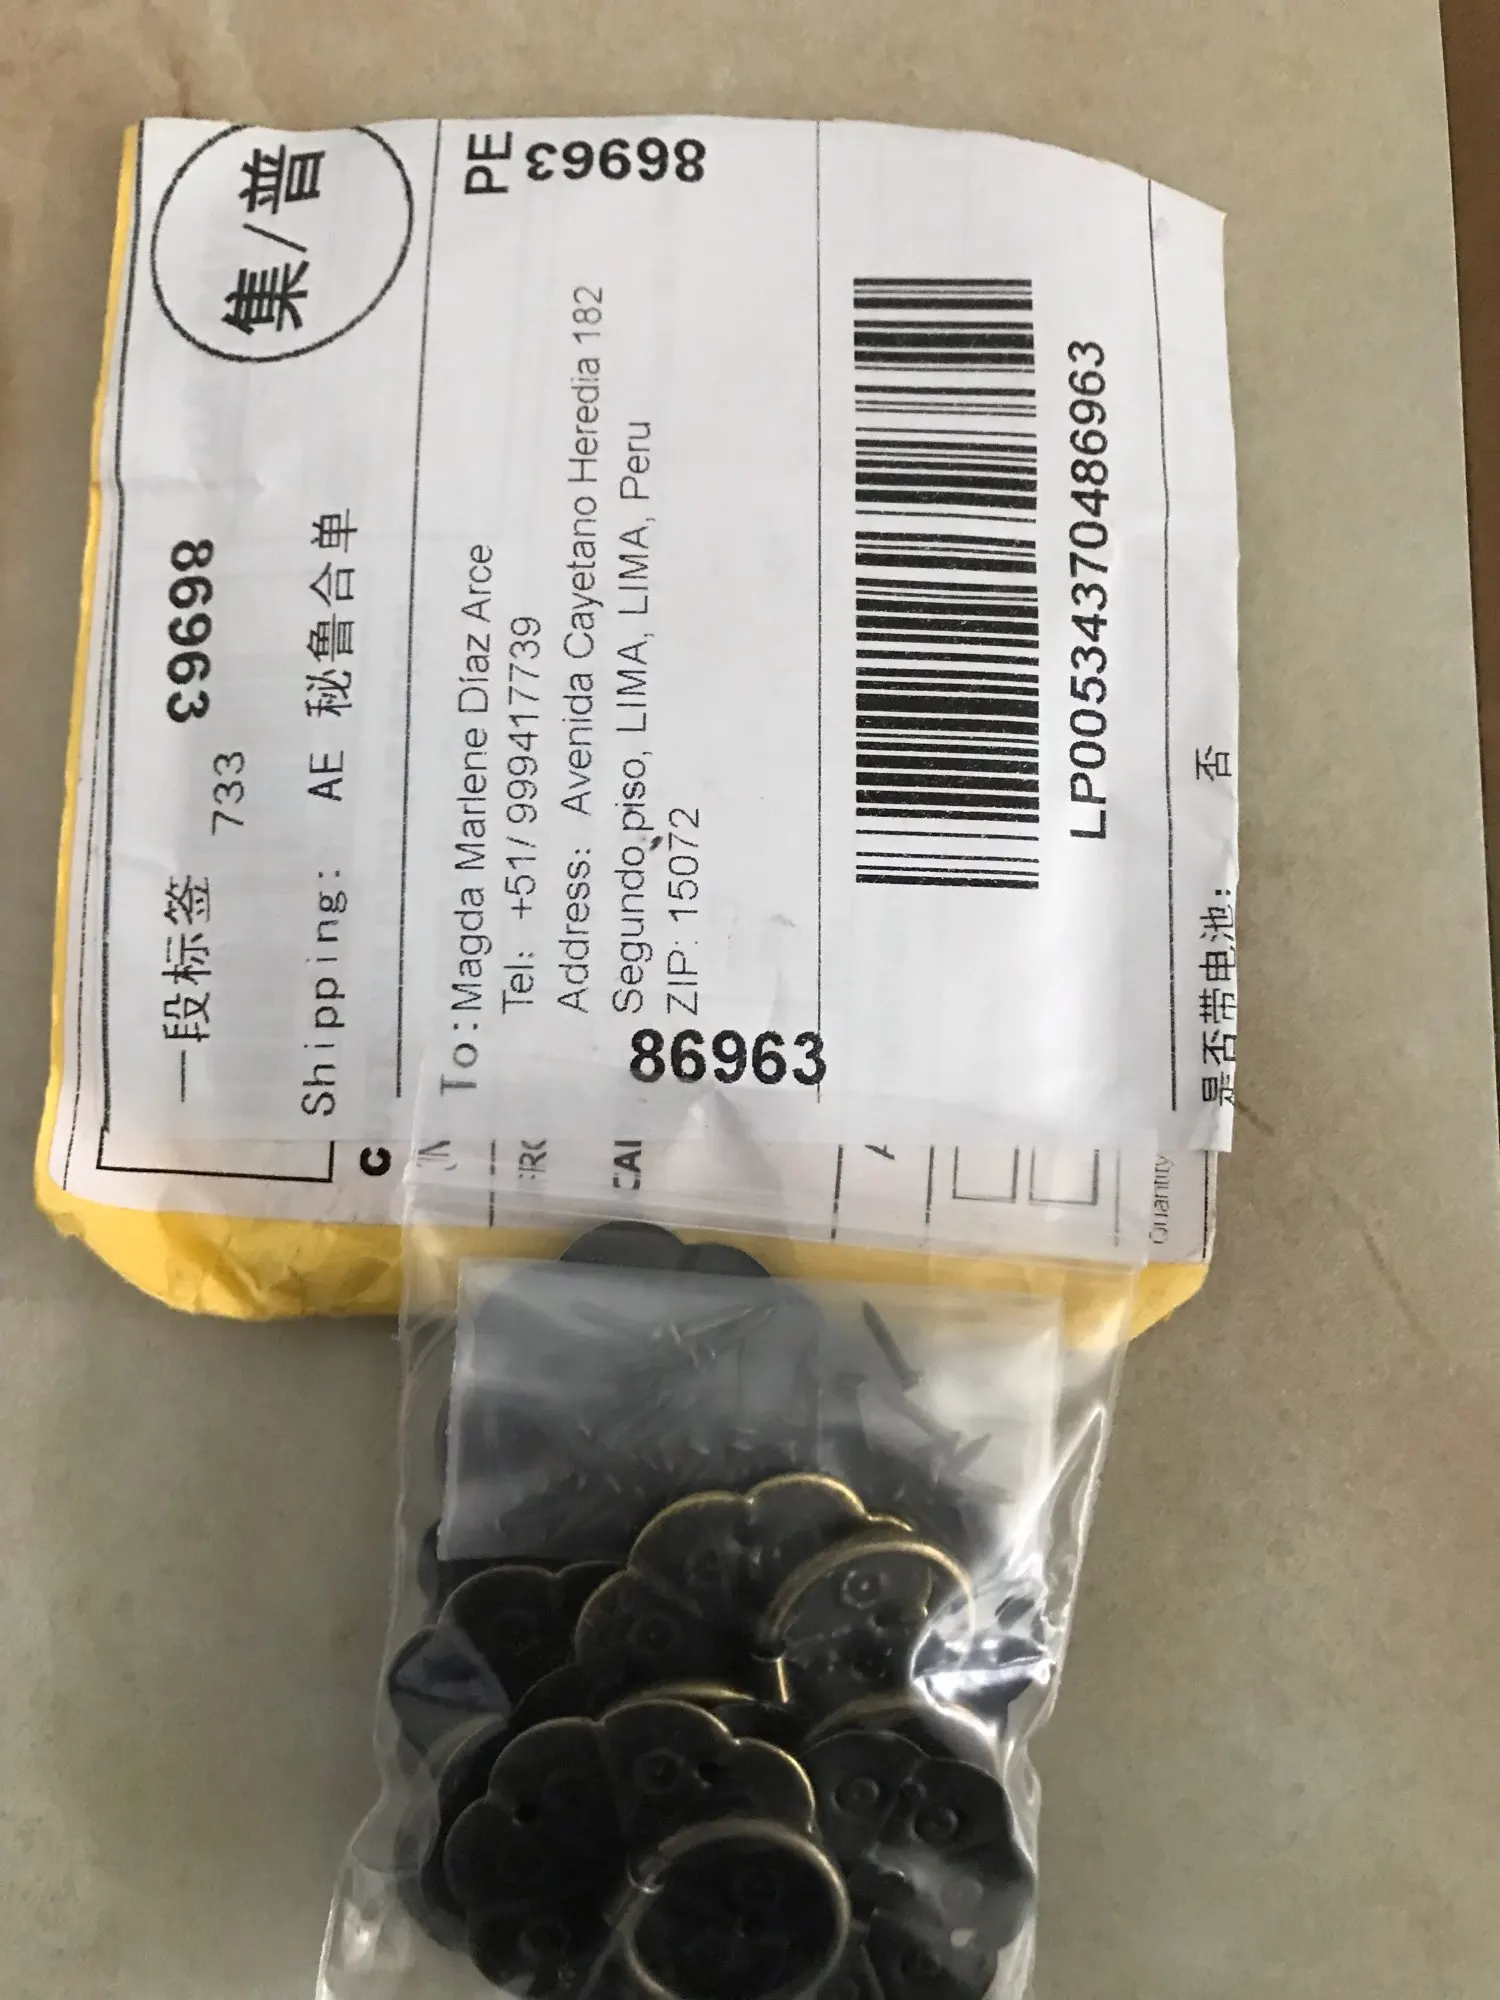 一段标签 86963
733
集/普
Shipping: AE 秘鲁合单
PE
86963
To: Magda Marlene Díaz Arce
Tel: +51/ 999417739
Address: Avenida Cayetano Heredia 182
Segundo piso, LIMA, LIMA, LIMA, Peru
ZIP: 15072
86963
LP00534370486963
是否带电池: 否
C
Quantity